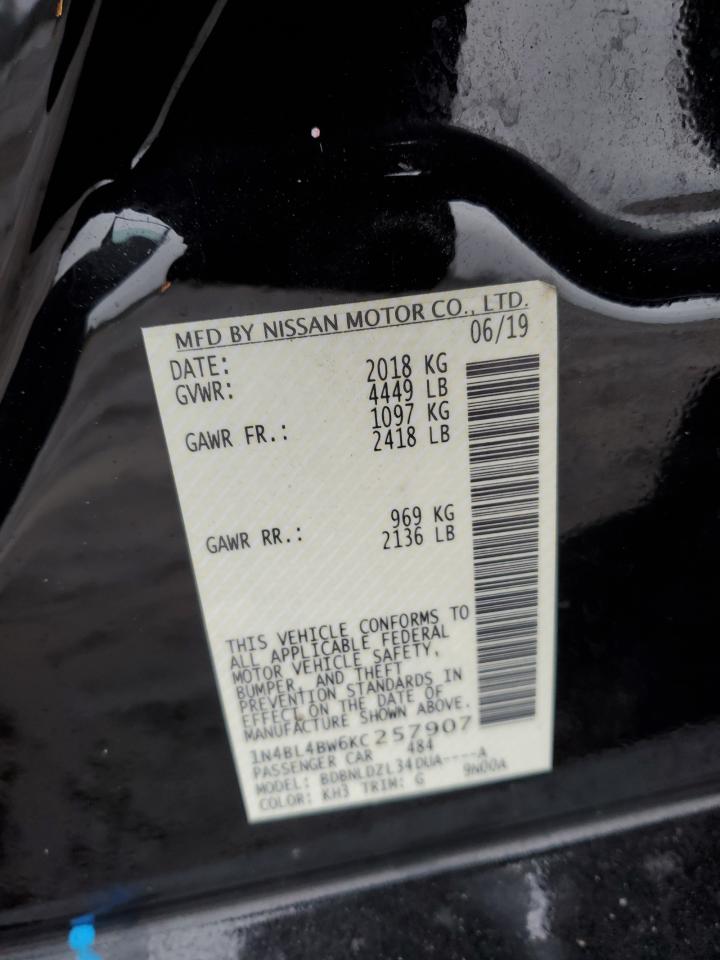 MFD BY NISSAN MOTOR CO., LTD.
DATE: 06/19
GVWR: 2018 KG
4449 LB
GAWR FR.: 1097 KG
2418 LB
GAWR RR.: 969 KG
2136 LB
THIS VEHICLE CONFORMS TO
ALL APPLICABLE FEDERAL
MOTOR VEHICLE SAFETY,
BUMPER, AND THEFT
PREVENTION STANDARDS IN
EFFECT ON THE DATE OF
MANUFACTURE SHOWN ABOVE.
1N4BL4BW6KC257907
PASSENGER CAR 484
MODEL: BDBNLDZL34DUA----A
COLOR: KH3 TRIM: G 9N00A